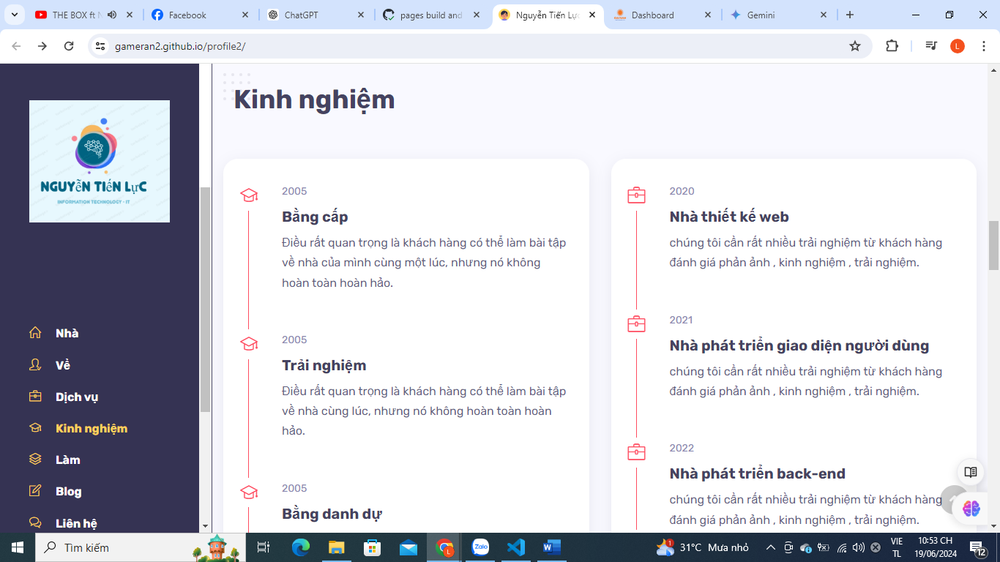 THE BOX ft N
Facebook
ChatGPT
pages build and
Nguyễn Tiến Lực
Dashboard
Gemini
gameran2.github.io/profile2/
L
NGUYỄN TIẾN LỰC
INFORMATION TECHNOLOGY - IT
Nhà
Về
Dịch vụ
Kinh nghiệm
Làm
Blog
Liên hệ
Kinh nghiệm
2005
Bằng cấp
Điều rất quan trọng là khách hàng có thể làm bài tập
về nhà của mình cùng một lúc, nhưng nó không
hoàn toàn hoàn hảo.
2005
Trải nghiệm
Điều rất quan trọng là khách hàng có thể làm bài tập
về nhà cùng lúc, nhưng nó không hoàn toàn hoàn
hảo.
2005
Bằng danh dự
2020
Nhà thiết kế web
chúng tôi cần rất nhiều trải nghiệm từ khách hàng
đánh giá phản ảnh , kinh nghiệm , trải nghiệm.
2021
Nhà phát triển giao diện người dùng
chúng tôi cần rất nhiều trải nghiệm từ khách hàng
đánh giá phản ảnh , kinh nghiệm , trải nghiệm.
2022
Nhà phát triển back-end
chúng tôi cần rất nhiều trải nghiệm từ khách hàng
đánh giá phản ảnh , kinh nghiệm , trải nghiệm.
Tìm kiếm
L
Zalo
W
1
31°C Mưa nhỏ
VIE
TL
10:53 CH
19/06/2024
12